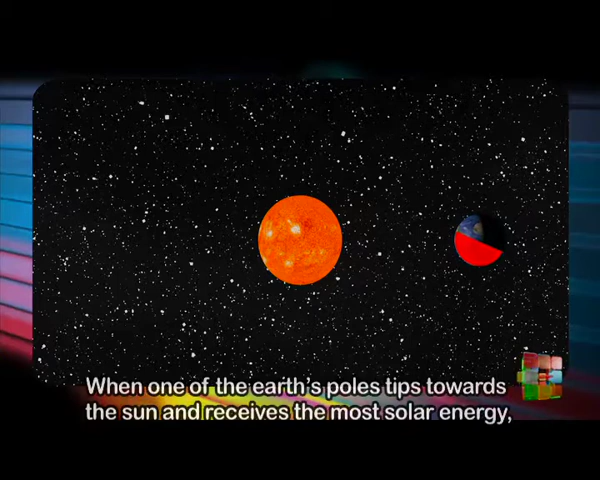 When one of the earth's poles tips towards
the sun and receives the most solar energy,